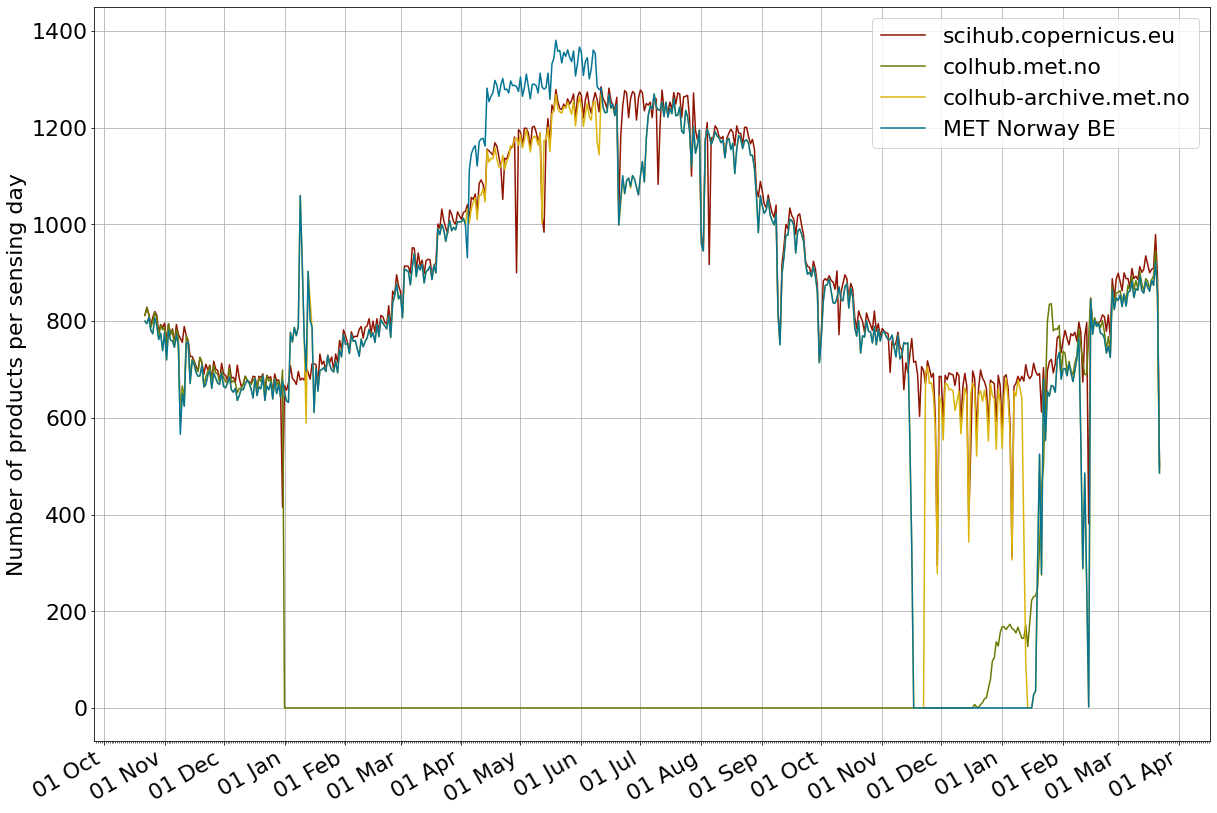 Number of products per sensing day
1400
1200
1000
800
600
400
200
0
scihub.copernicus.eu
colhub.met.no
colhub-archive.met.no
MET Norway BE
01 Oct
01 Nov
01 Dec
01 Jan
01 Feb
01 Mar
01 Apr
01 May
01 Jun
01 Jul
01 Aug
01 Sep
01 Oct
01 Nov
01 Dec
01 Jan
01 Feb
01 Mar
01 Apr